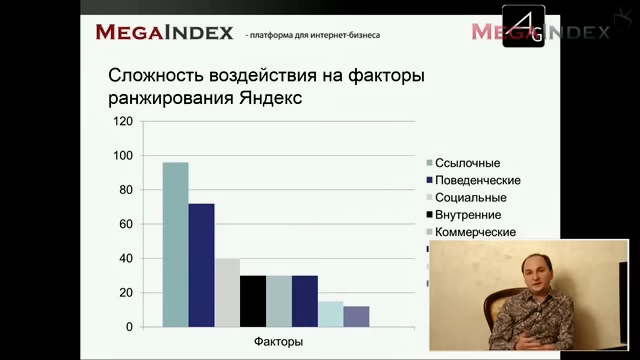 MEGAINDEX - платформа для интернет-бизнеса
AG
MEGAINDEX
Сложность воздействия на факторы
ранжирования Яндекс
120
100
80
60
40
20
0
Факторы
Ссылочные
Поведенческие
Социальные
Внутренние
Коммерческие